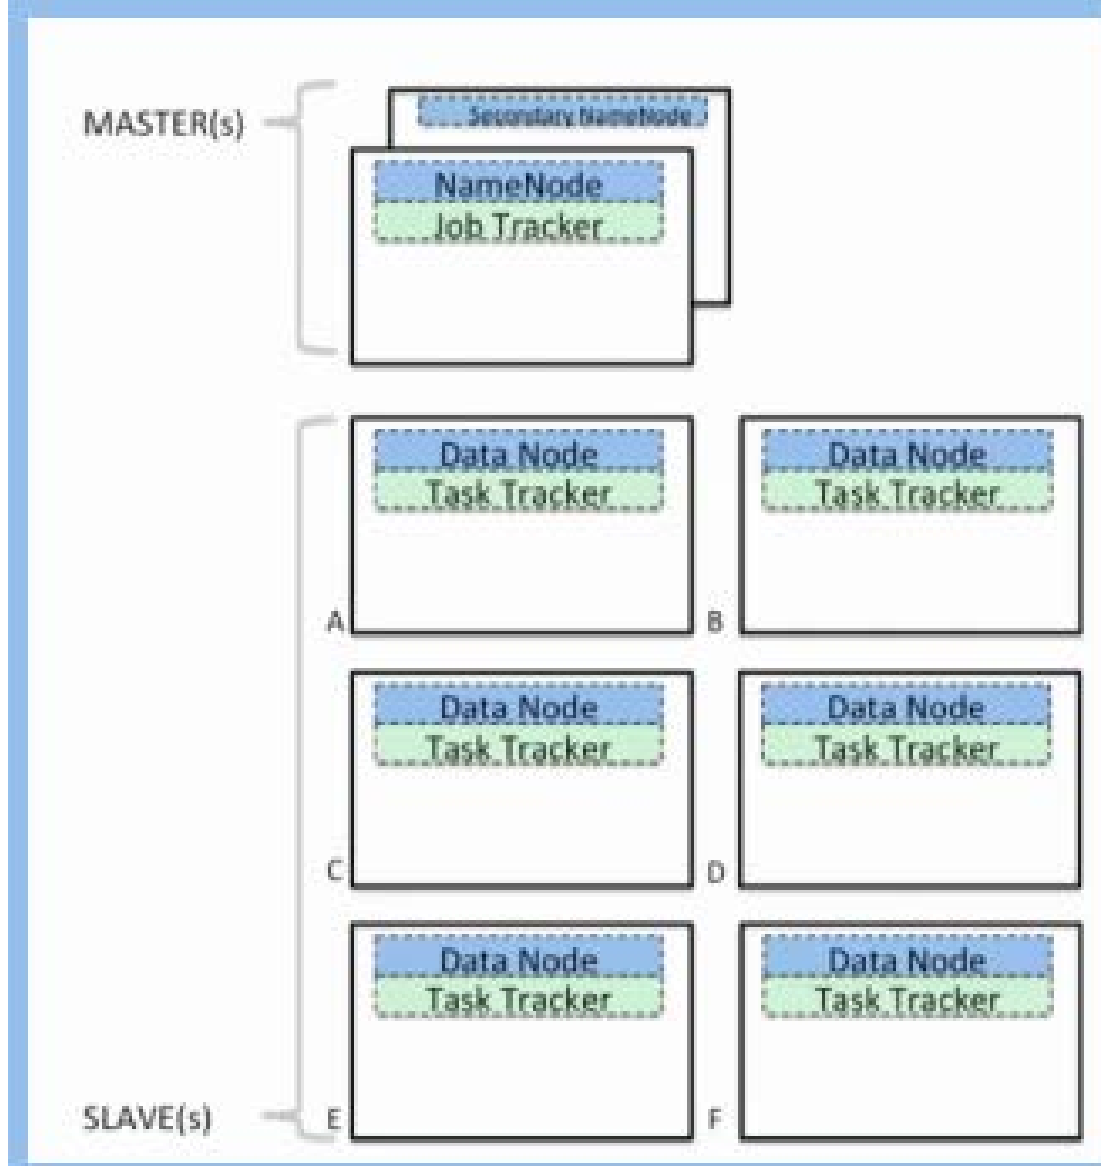 MASTER(s)
Secondary NameNode
NameNode
Job Tracker
Data Node
Task Tracker
A
Data Node
Task Tracker
B
Data Node
Task Tracker
C
Data Node
Task Tracker
D
Data Node
Task Tracker
E
Data Node
Task Tracker
F
SLAVE(s)